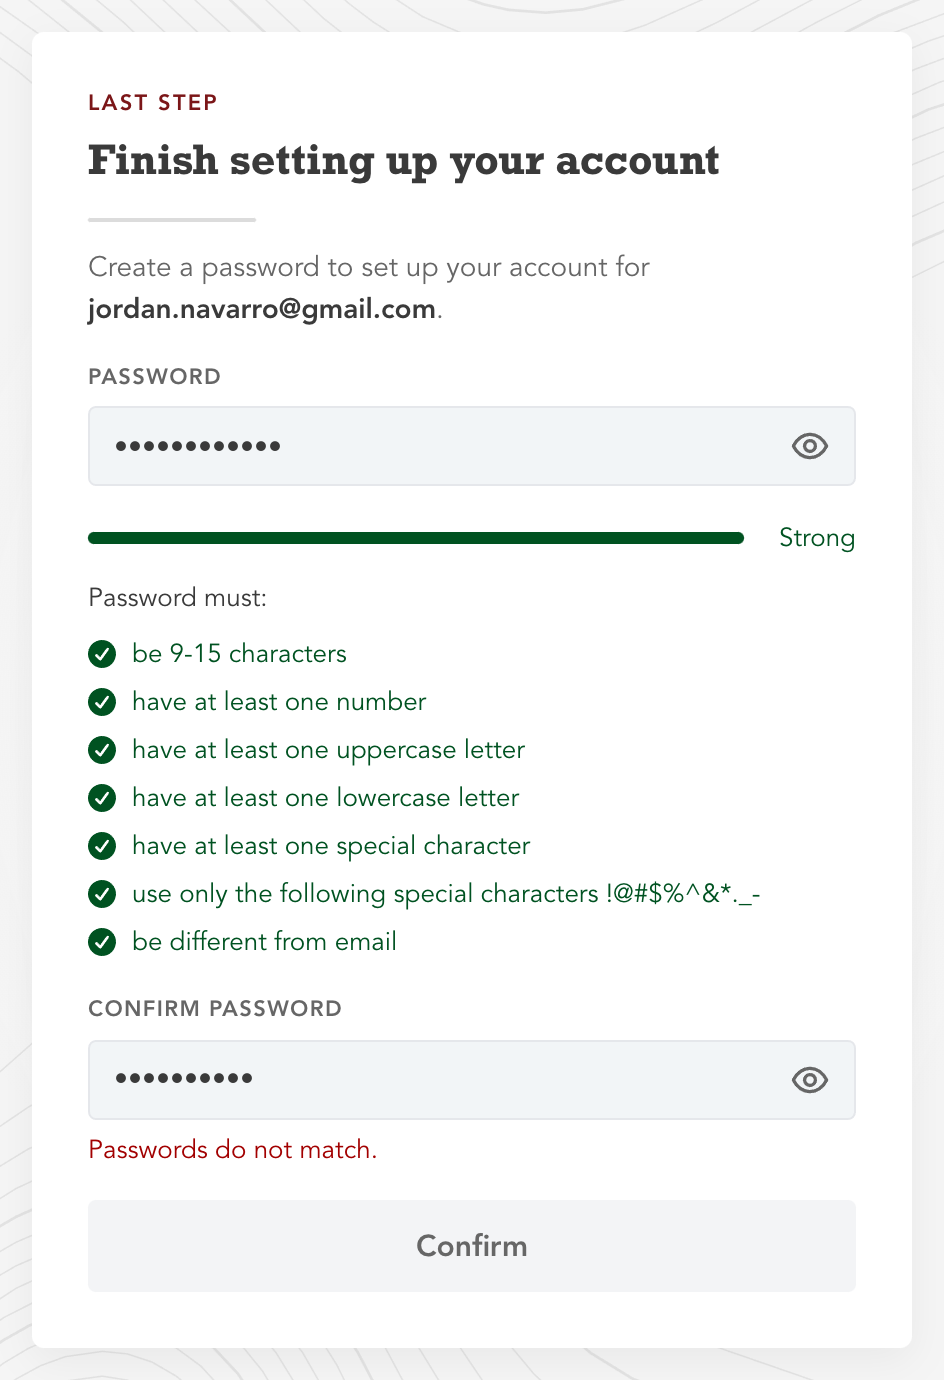 LAST STEP
Finish setting up your account
Create a password to set up your account for
jordan.navarro@gmail.com.
PASSWORD
••••••••••••
Strong
Password must:
be 9-15 characters
have at least one number
have at least one uppercase letter
have at least one lowercase letter
have at least one special character
use only the following special characters !@#$%^&*._-
be different from email
CONFIRM PASSWORD
••••••••••
Passwords do not match.
Confirm